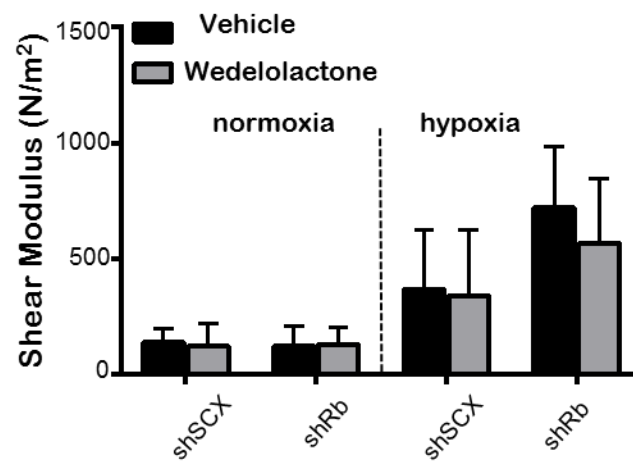 1500
Vehicle
Wedelolactone
normoxia
hypoxia
1000
500
0
Shear Modulus (N/m²)
shSCX
shRb
shSCX
shRb